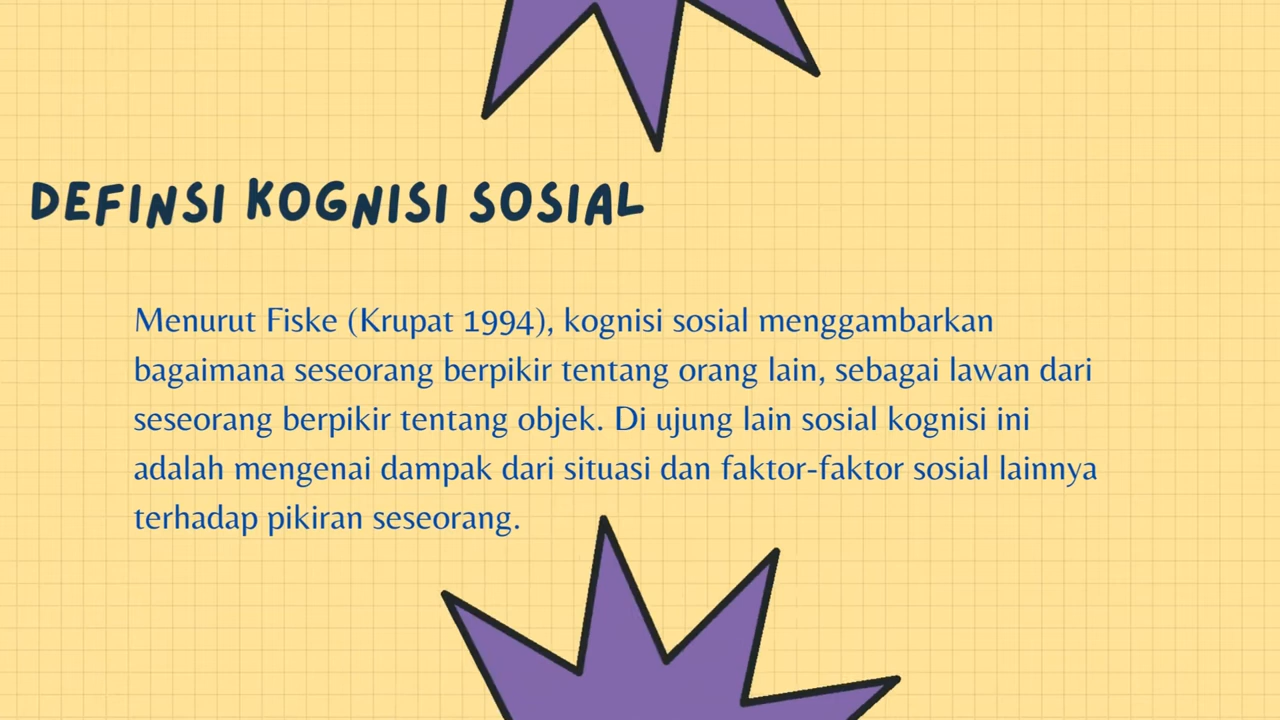 DEFINSI KOGNISI SOSIAL
Menurut Fiske (Krupat 1994), kognisi sosial menggambarkan
bagaimana seseorang berpikir tentang orang lain, sebagai lawan dari
seseorang berpikir tentang objek. Di ujung lain sosial kognisi ini
adalah mengenai dampak dari situasi dan faktor-faktor sosial lainnya
terhadap pikiran seseorang.